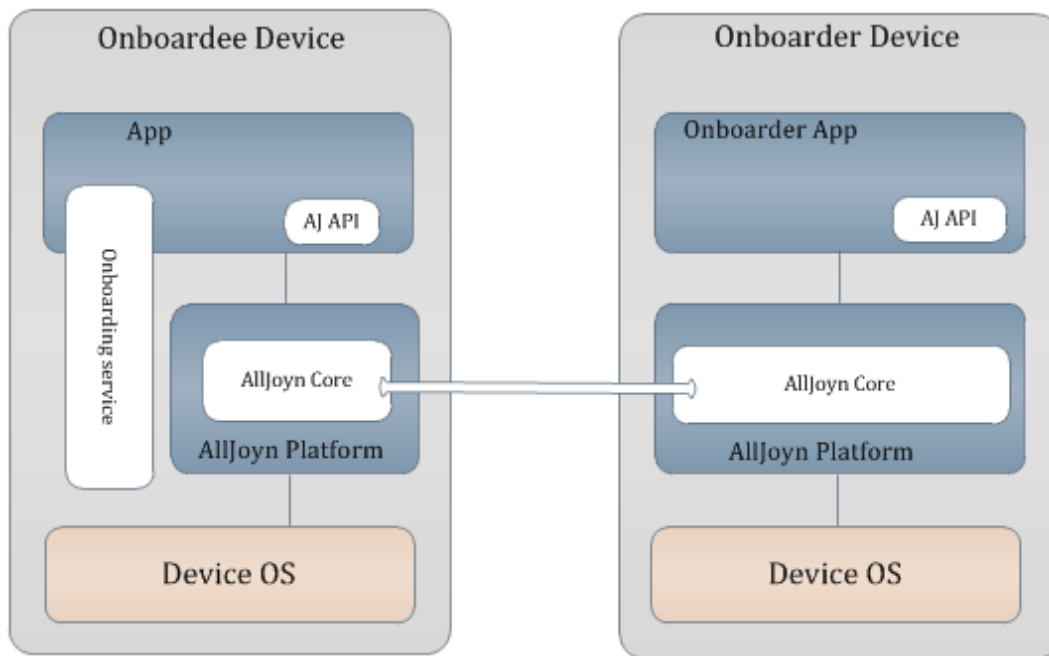 Onboardee Device
App
AJ API
Onboarding service
AllJoyn Core
AllJoyn Platform
Device OS
Onboarder Device
Onboarder App
AJ API
AllJoyn Core
AllJoyn Platform
Device OS